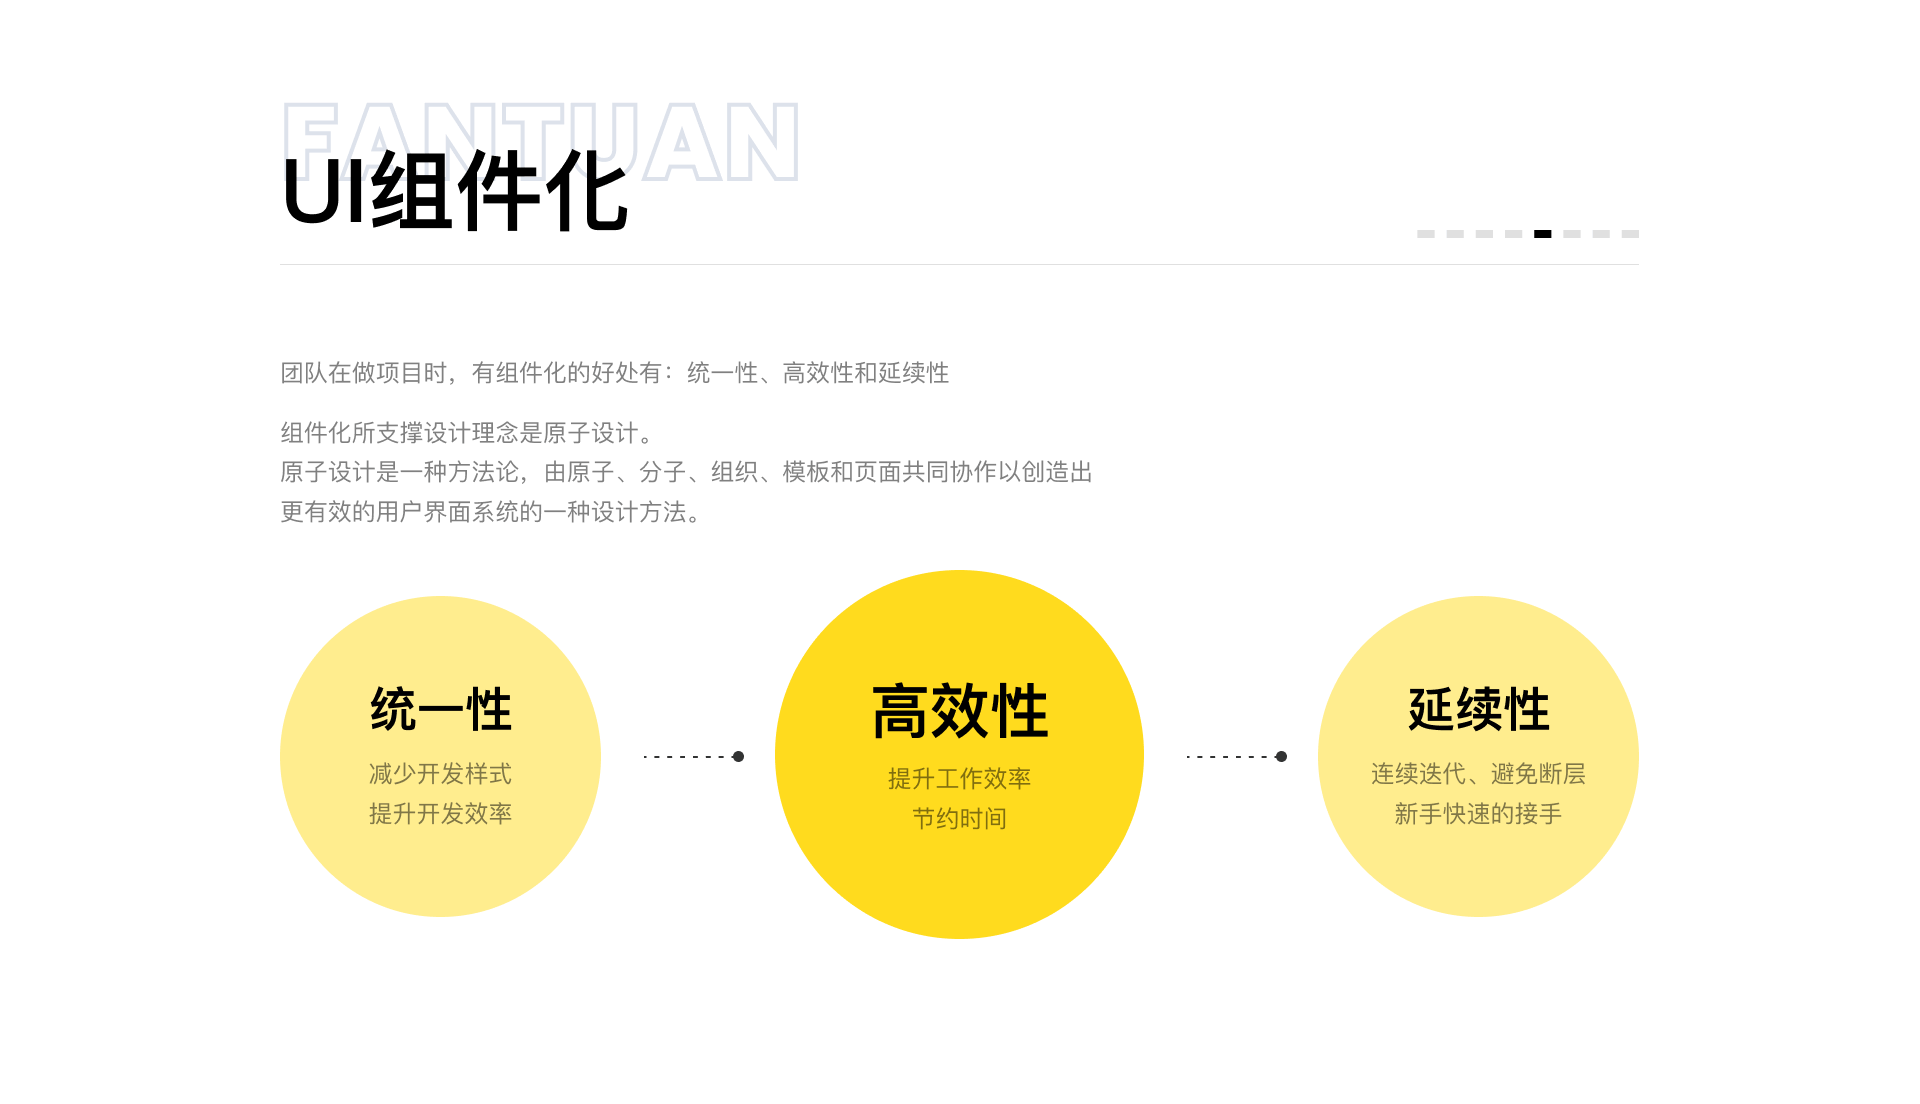 FANTUAN
UI组件化
团队在做项目时，有组件化的好处有：统一性、高效性和延续性
组件化所支撑设计理念是原子设计。
原子设计是一种方法论，由原子、分子、组织、模板和页面共同协作以创造出
更有效的用户界面系统的一种设计方法。
统一性
减少开发样式
提升开发效率
高效性
提升工作效率
节约时间
延续性
连续迭代、避免断层
新手快速的接手